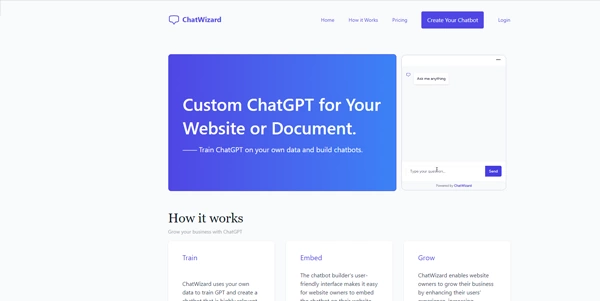 ChatWizard
Home
How it Works
Pricing
Create Your Chatbot
Login
Custom ChatGPT for Your
Website or Document.
—— Train ChatGPT on your own data and build chatbots.
Ask me anything
Type your question...
Send
Powered by ChatWizard
How it works
Grow your business with ChatGPT
Train
ChatWizard uses your own
data to train GPT and create a
chatbot that is highly relevant
Embed
The chatbot builder's user-
friendly interface makes it easy
for website owners to embed
the chatbot on their website
Grow
ChatWizard enables website
owners to grow their business
by enhancing their users'
experience, increasing